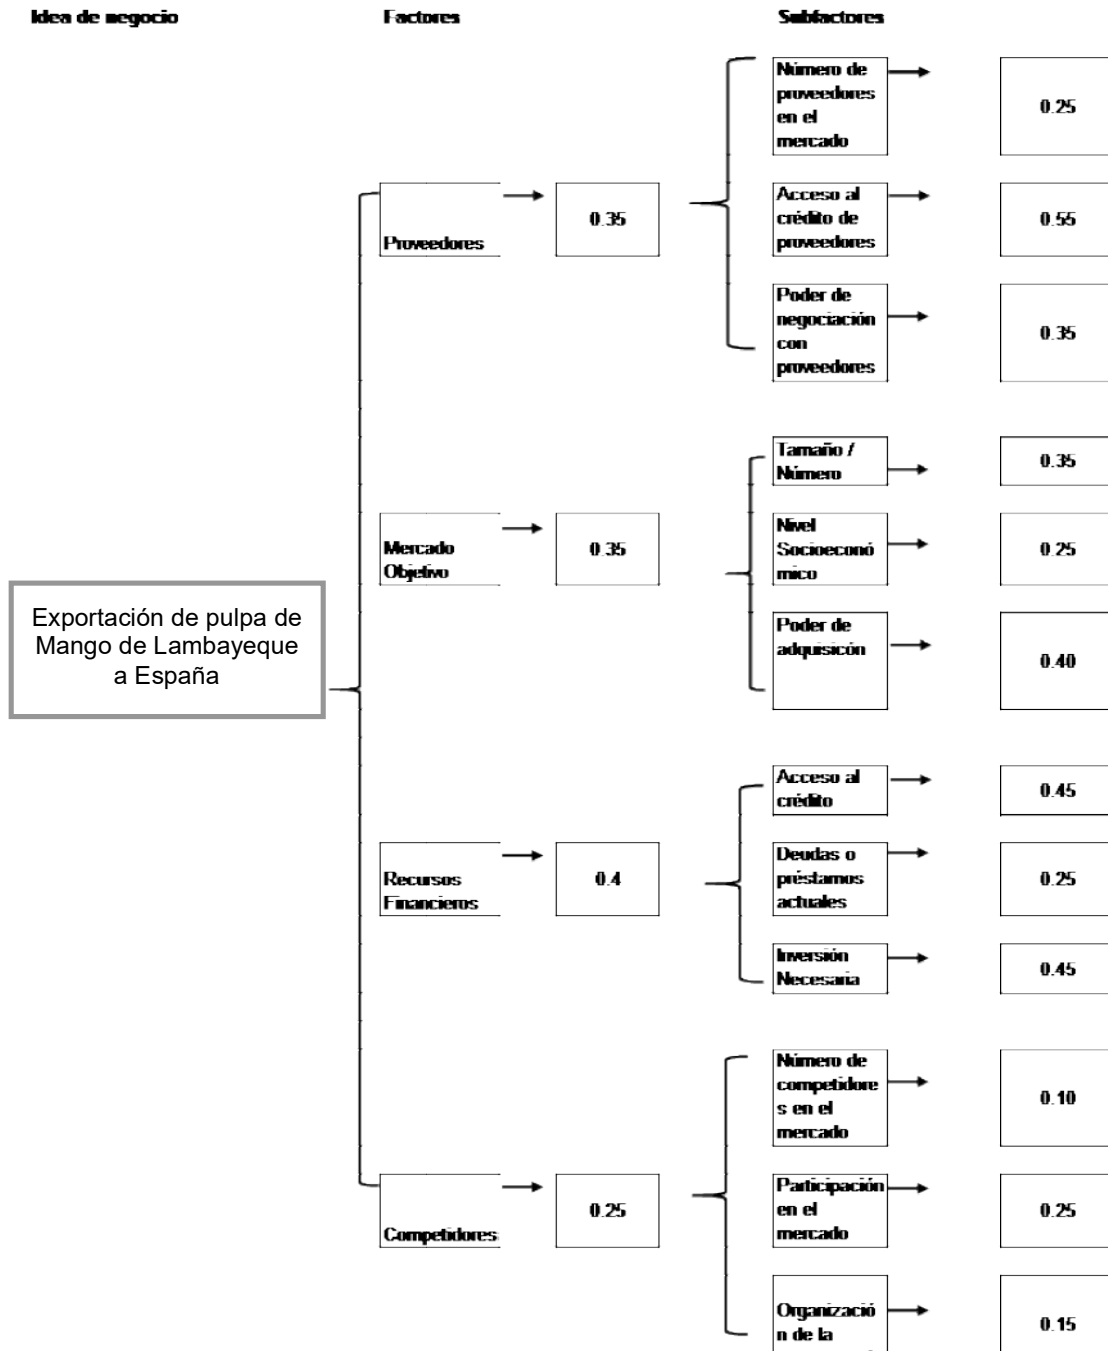 Idea de negocio
Factores
Subfactores
Número de
proveedores
en el
mercado
0.25
Proveedores
0.35
Acceso al
crédito de
proveedores
0.55
Poder de
negociación
con
proveedores
0.35
Tamaño /
Número
0.35
Mercado
Objetivo
0.35
Nivel
Socioeconó
mico
0.25
Exportación de pulpa de
Mango de Lambayeque
a España
Poder de
adquisicón
0.40
Acceso al
crédito
0.45
Recursos
Financieros
0.4
Deudas o
préstamos
actuales
0.25
Inversión
Necesaria
0.45
Número de
competidore
s en el
mercado
0.10
Competidores
0.25
Participación
en el
mercado
0.25
Organizació
n de la
0.15